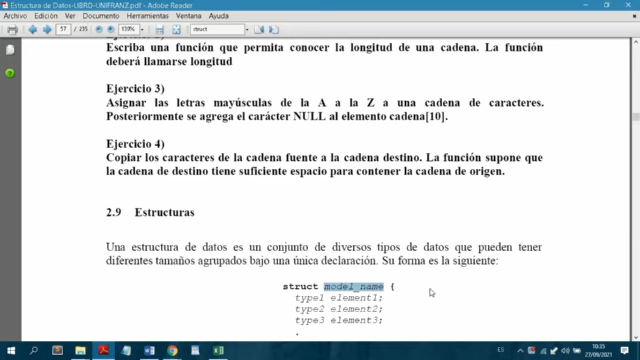 Estructura de Datos-LIBRO-UNIFRANZ.pdf - Adobe Reader
Archivo Edición Ver Documento Herramientas Ventana Ayuda
57 / 235 139% struct
Escriba una función que permita conocer la longitud de una cadena. La función
deberá llamarse longitud
Ejercicio 3)
Asignar las letras mayúsculas de la A a la Z a una cadena de caracteres.
Posteriormente se agrega el carácter NULL al elemento cadena[10].
Ejercicio 4)
Copiar los caracteres de la cadena fuente a la cadena destino. La función supone que
la cadena de destino tiene suficiente espacio para contener la cadena de origen.
2.9 Estructuras
Una estructura de datos es un conjunto de diversos tipos de datos que pueden tener
diferentes tamaños agrupados bajo una única declaración. Su forma es la siguiente:
struct model_name {
type1 element1;
type2 element2;
type3 element3;
.
ES 10:35
27/09/2021